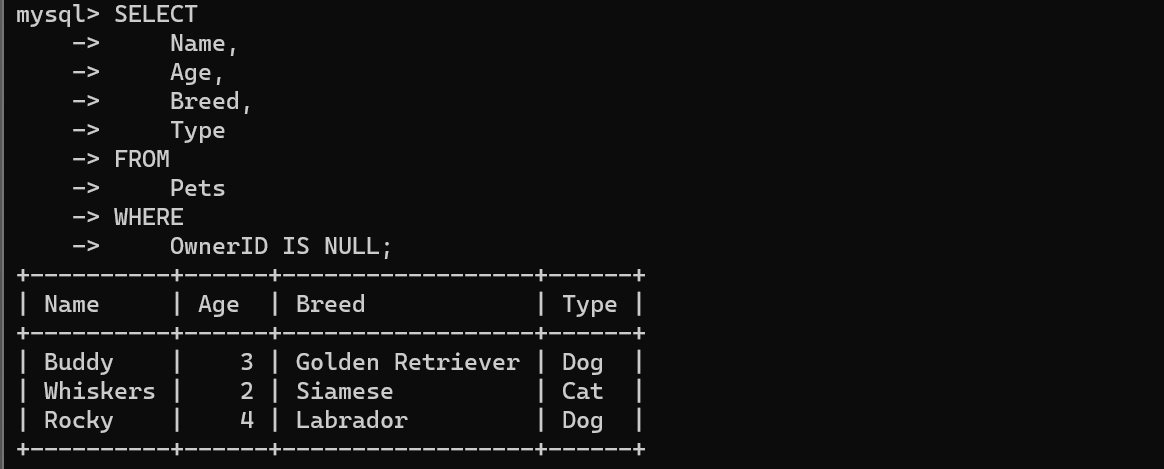 mysql> SELECT
    ->     Name,
    ->     Age,
    ->     Breed,
    ->     Type
    -> FROM
    ->     Pets
    -> WHERE
    ->     OwnerID IS NULL;
+----------+------+------------------+------+
| Name     | Age  | Breed            | Type |
+----------+------+------------------+------+
| Buddy    |    3 | Golden Retriever | Dog  |
| Whiskers |    2 | Siamese          | Cat  |
| Rocky    |    4 | Labrador         | Dog  |
+----------+------+------------------+------+